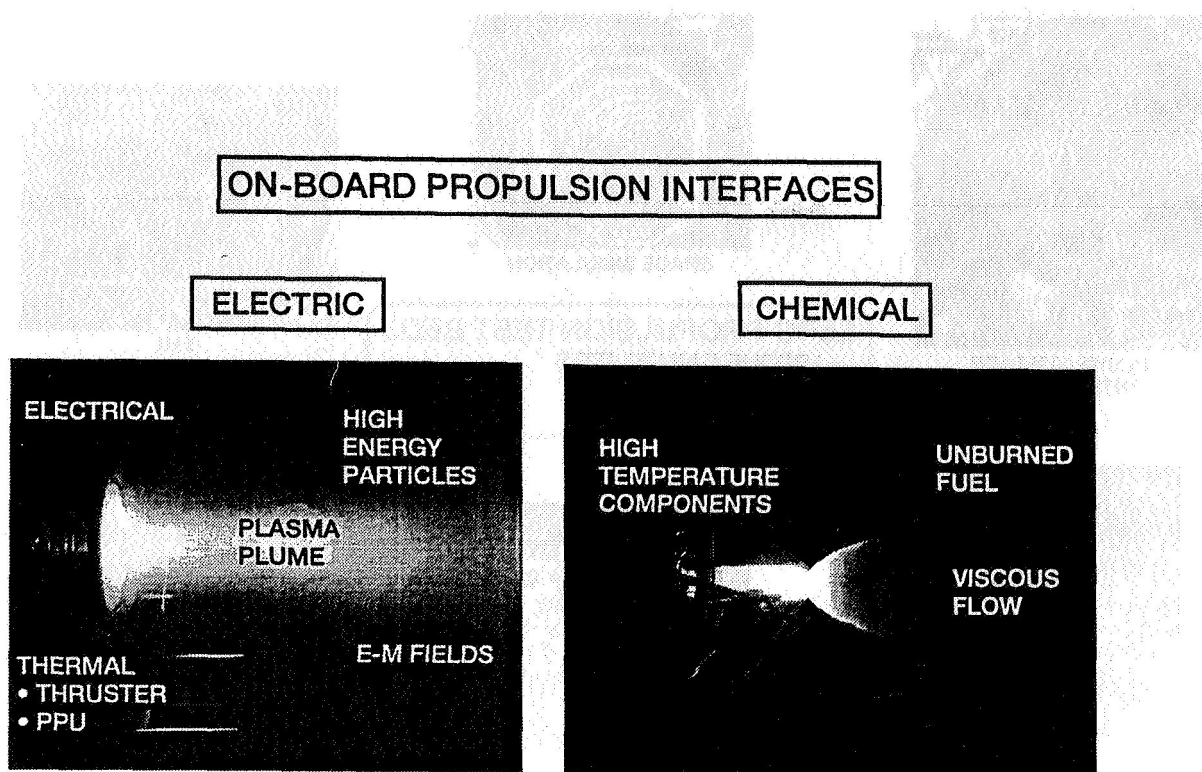 ON-BOARD PROPULSION INTERFACES
ELECTRIC
CHEMICAL
ELECTRICAL
HIGH
ENERGY
PARTICLES
PLASMA
PLUME
THERMAL
• THRUSTER
• PPU
E-M FIELDS
HIGH
TEMPERATURE
COMPONENTS
UNBURNED
FUEL
VISCOUS
FLOW